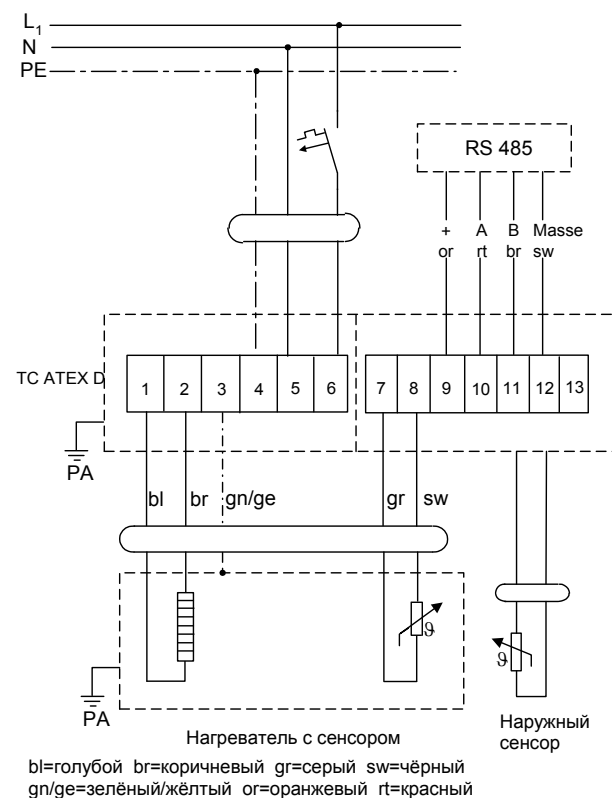 L1
N
PE
RS 485
+ A B Masse
or rt br sw
TC ATEX D
1 2 3 4 5 6 7 8 9 10 11 12 13
PA
bl br gn/ge gr sw
ϑ
ϑ
PA
Нагреватель с сенсором
Наружный
сенсор
bl=голубой br=коричневый gr=серый sw=чёрный
gn/ge=зелёный/жёлтый or=оранжевый rt=красный